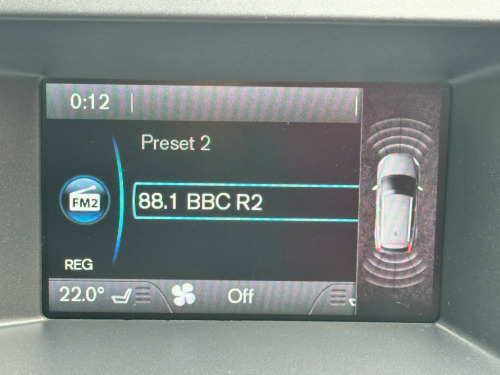 0:12
Preset 2
FM2
88.1 BBC R2
REG
22.0° Off